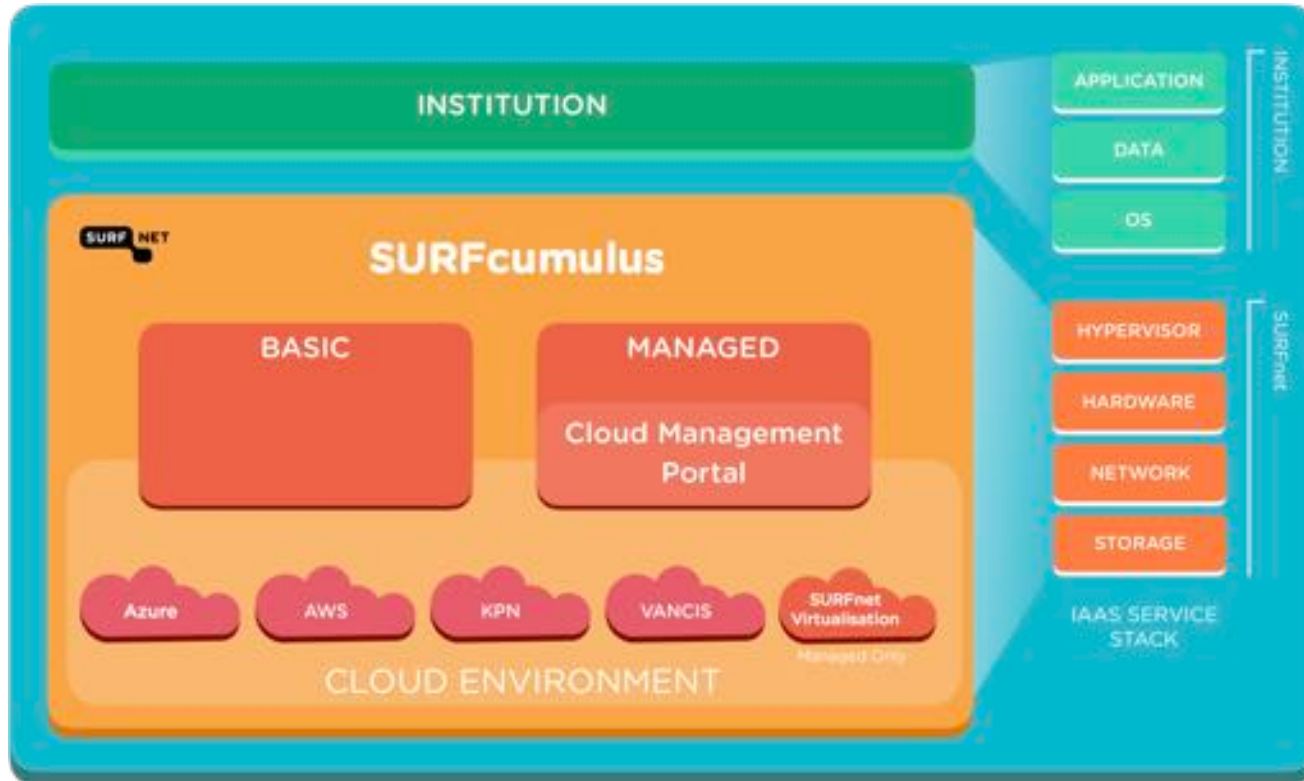 INSTITUTION
SURF NET
SURFcumulus
BASIC
MANAGED
Cloud Management
Portal
Azure
AWS
KPN
VANCIS
SURFnet
Virtualisation
Managed Only
CLOUD ENVIRONMENT
APPLICATION
DATA
OS
INSTITUTION
HYPERVISOR
HARDWARE
NETWORK
STORAGE
SURFnet
IAAS SERVICE
STACK